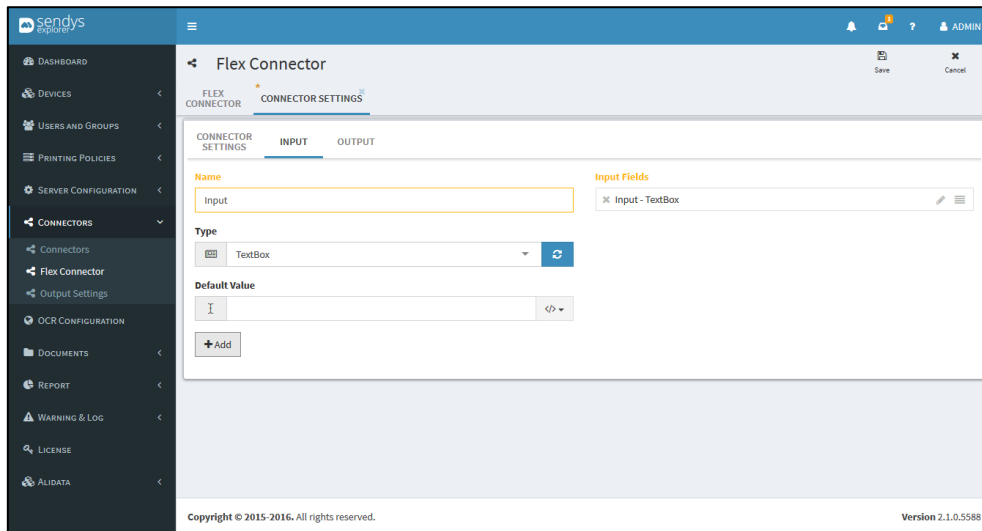 sendys
explorer
1
?
ADMIN
DASHBOARD
DEVICES
USERS AND GROUPS
PRINTING POLICIES
SERVER CONFIGURATION
CONNECTORS
Connectors
Flex Connector
Output Settings
OCR CONFIGURATION
DOCUMENTS
REPORT
WARNING & LOG
LICENSE
ALIDATA
Flex Connector
Save
Cancel
FLEX
CONNECTOR
* CONNECTOR SETTINGS
CONNECTOR
SETTINGS
INPUT
OUTPUT
Name
Input
Type
TextBox
Default Value
</>
+ Add
Input Fields
Input - TextBox
Copyright © 2015-2016. All rights reserved.
Version 2.1.0.5588